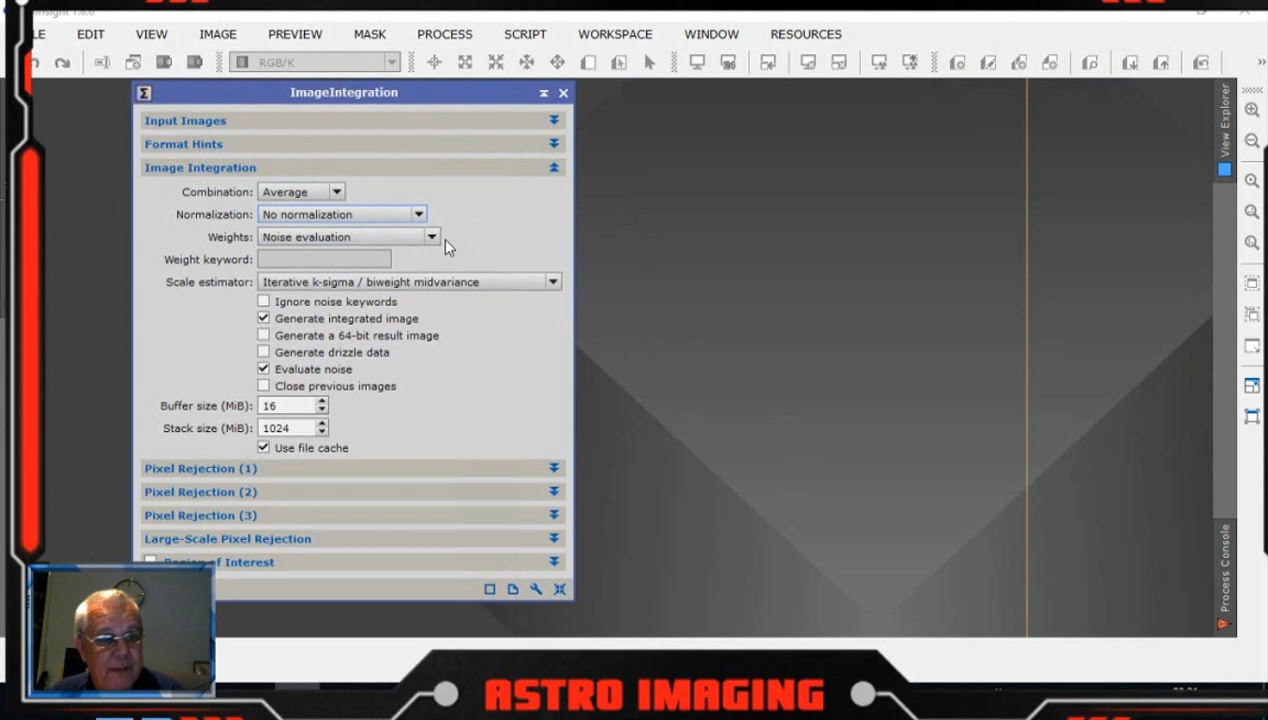 LE EDIT VIEW IMAGE PREVIEW MASK PROCESS SCRIPT WORKSPACE WINDOW RESOURCES
RGB/K
ImageIntegration
Input Images
Format Hints
Image Integration
Combination: Average
Normalization: No normalization
Weights: Noise evaluation
Weight keyword:
Scale estimator: Iterative k-sigma / biweight midvariance
Ignore noise keywords
Generate integrated image
Generate a 64-bit result image
Generate drizzle data
Evaluate noise
Close previous images
Buffer size (MiB): 16
Stack size (MiB): 1024
Use file cache
Pixel Rejection (1)
Pixel Rejection (2)
Pixel Rejection (3)
Large-Scale Pixel Rejection
Region of Interest
View Explorer
Process Console
ASTRO IMAGING